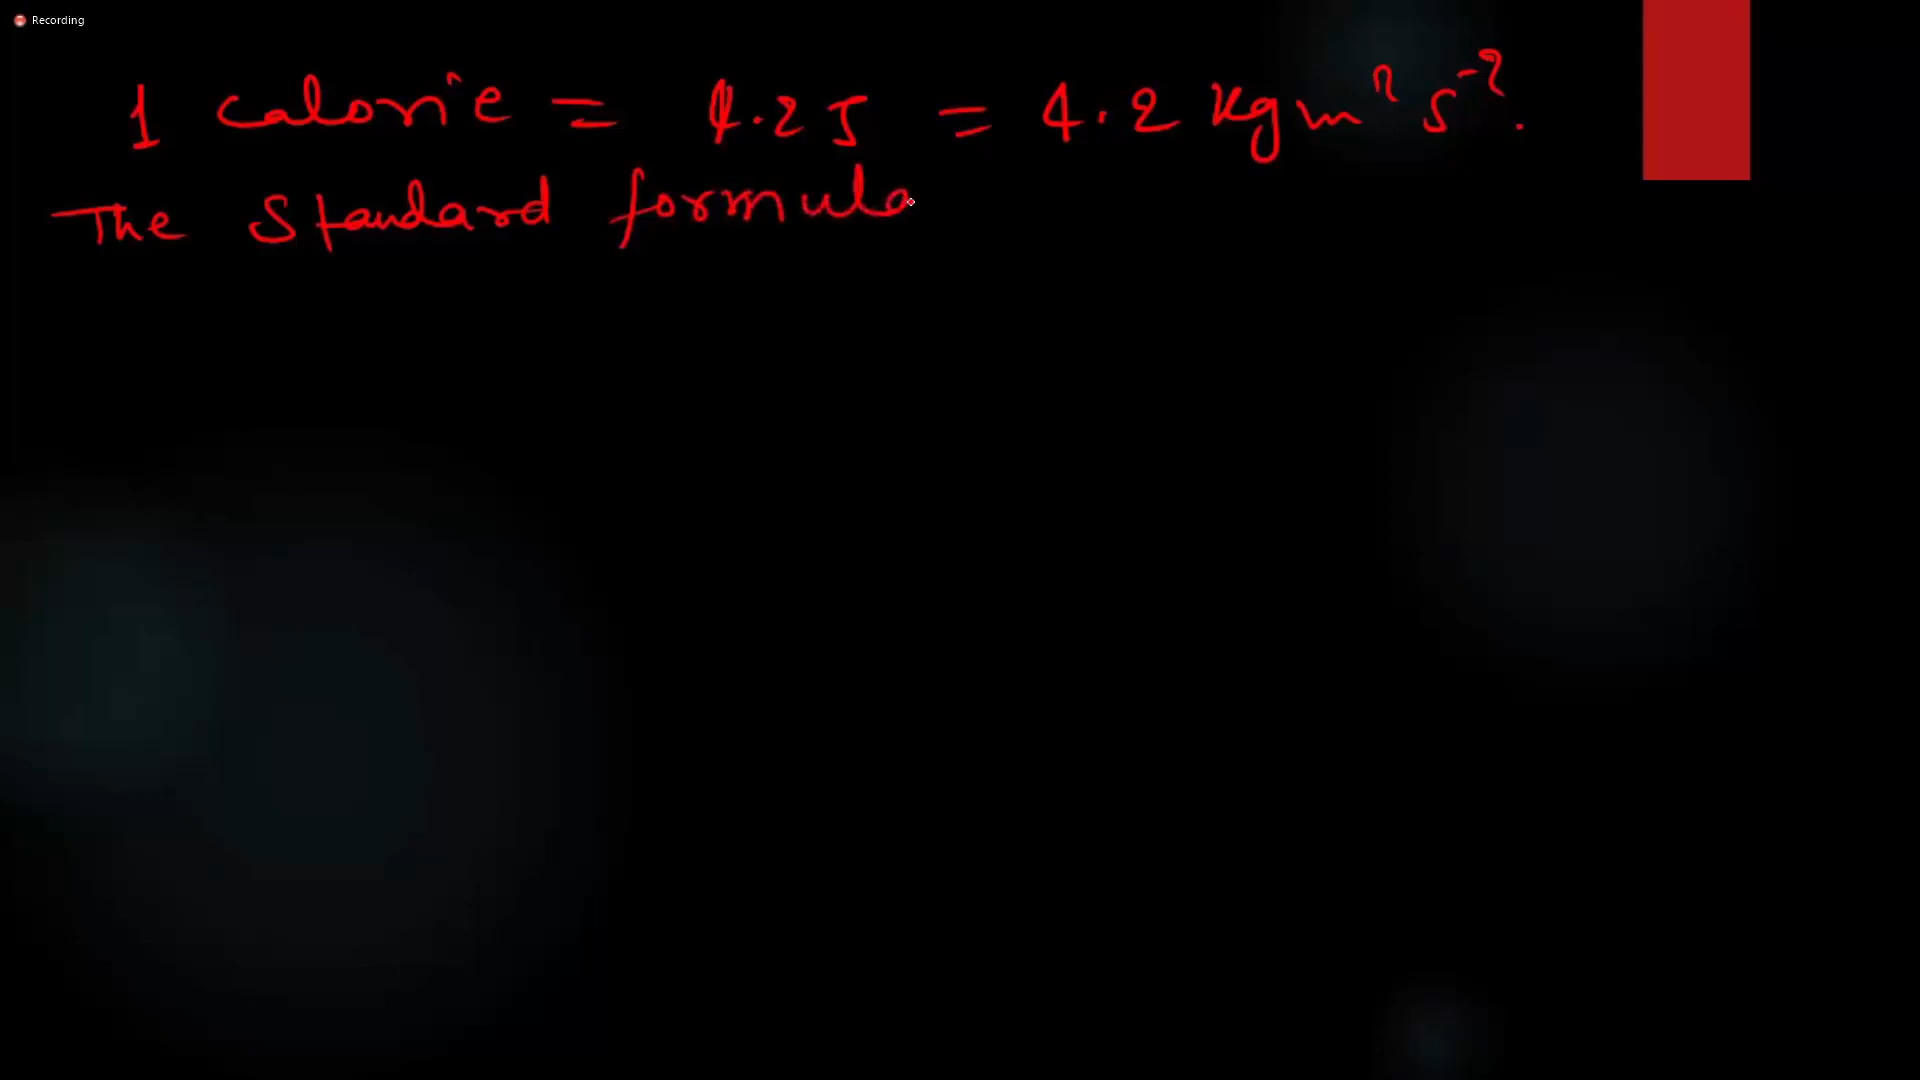 Recording
1 calorie = 4.2 J = 4.2 kg m² s⁻².
The Standard formula